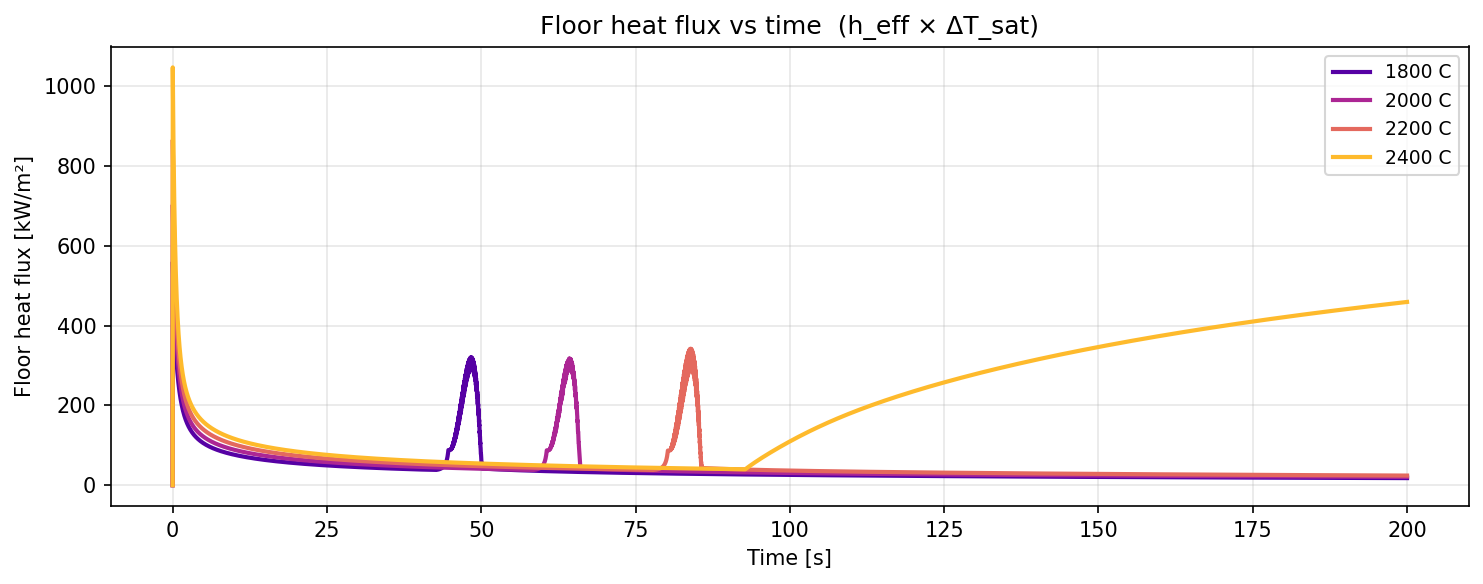 Floor heat flux vs time  (h_eff × ΔT_sat)
1800 C
2000 C
2200 C
2400 C
Floor heat flux [kW/m²]
1000
800
600
400
200
0
0 25 50 75 100 125 150 175 200
Time [s]